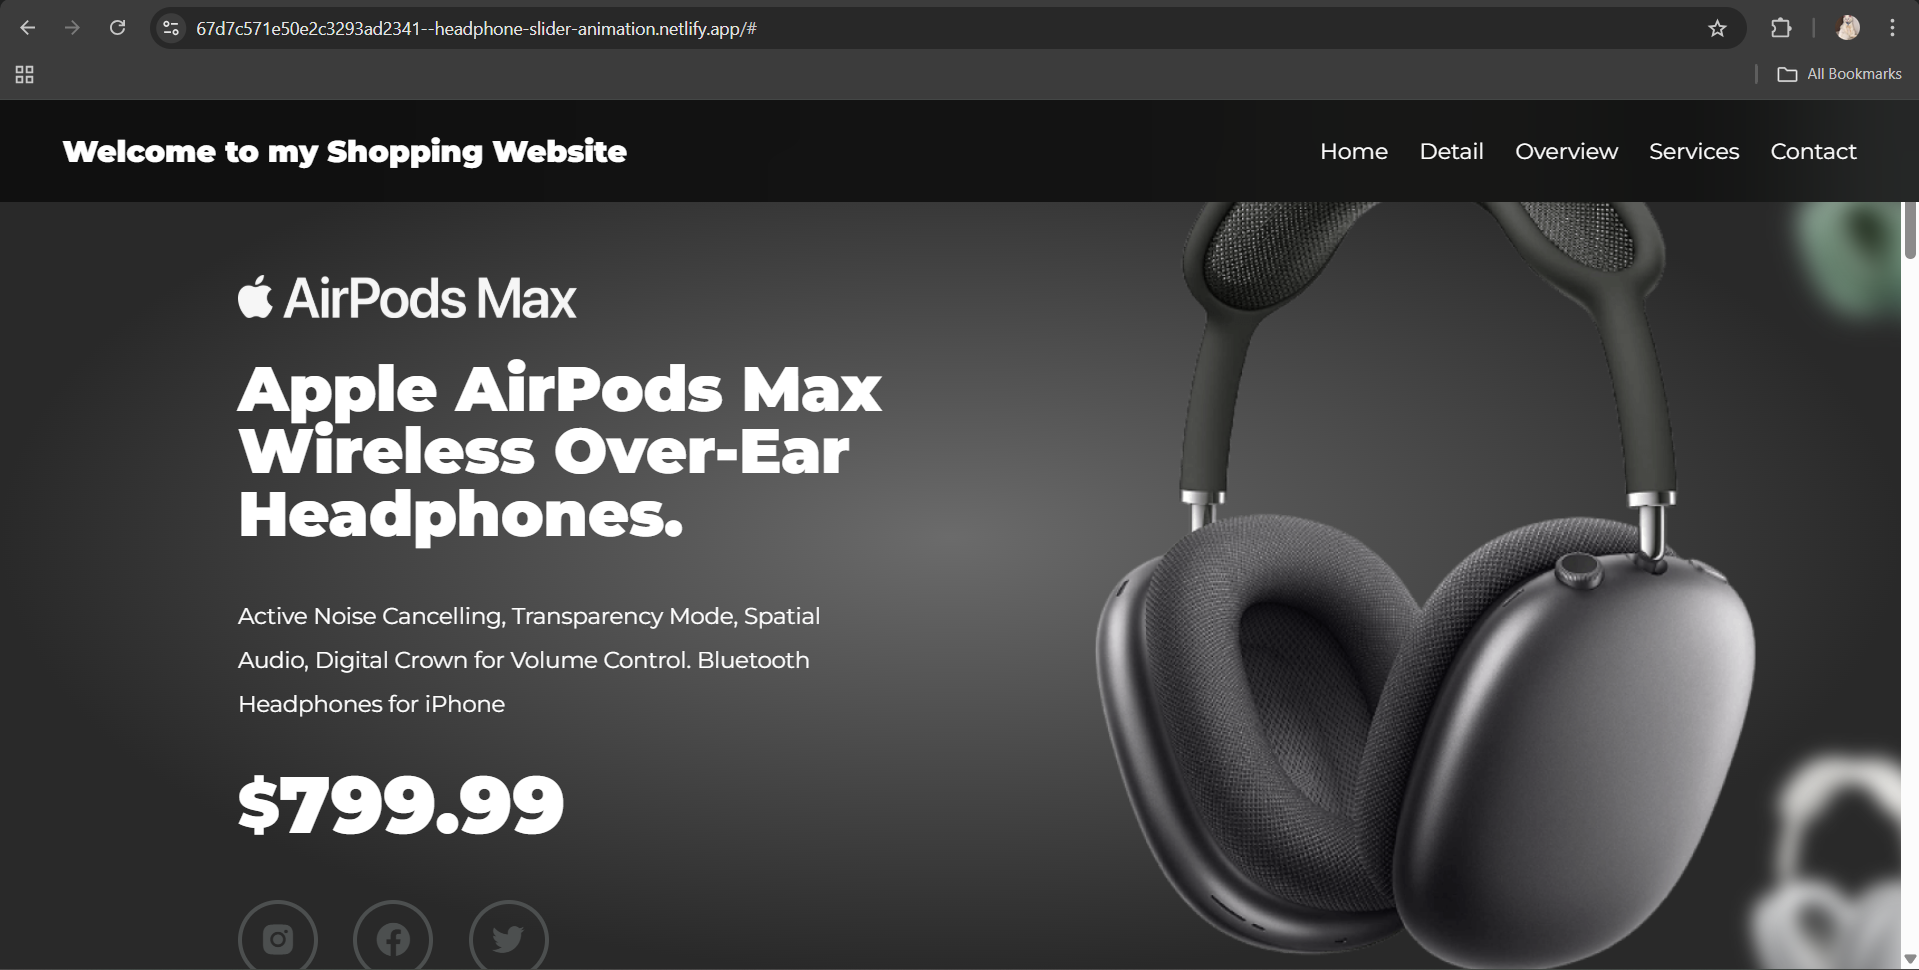 67d7c571e50e2c3293ad2341--headphone-slider-animation.netlify.app/#
All Bookmarks
Welcome to my Shopping Website
Home Detail Overview Services Contact
AirPods Max
Apple AirPods Max
Wireless Over-Ear
Headphones.
Active Noise Cancelling, Transparency Mode, Spatial
Audio, Digital Crown for Volume Control. Bluetooth
Headphones for iPhone
$799.99